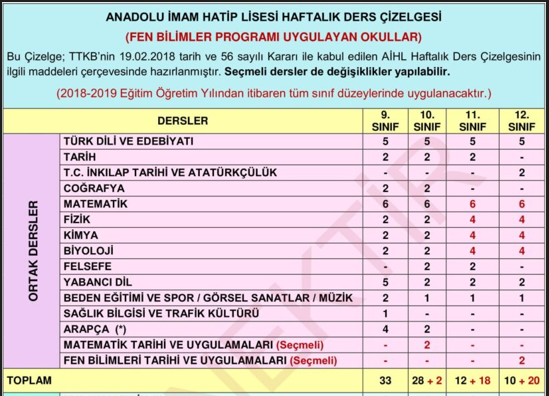 ANADOLU İMAM HATİP LİSESİ HAFTALIK DERS ÇİZELGESİ
(FEN BİLİMLER PROGRAMI UYGULAYAN OKULLAR)
Bu Çizelge; TTKB'nin 19.02.2018 tarih ve 56 sayılı Kararı ile kabul edilen AİHL Haftalık Ders Çizelgesinin
ilgili maddeleri çerçevesinde hazırlanmıştır. Seçmeli dersler de değişiklikler yapılabilir.
(2018-2019 Eğitim Öğretim Yılından itibaren tüm sınıf düzeylerinde uygulanacaktır.)
DERSLER 9. SINIF 10. SINIF 11. SINIF 12. SINIF
ORTAK DERSLER
TÜRK DİLİ VE EDEBİYATI 5 5 5 5
TARİH 2 2 2 -
T.C. İNKILAP TARİHİ VE ATATÜRKÇÜLÜK - - - 2
COĞRAFYA 2 2 - -
MATEMATİK 6 6 6 6
FİZİK 2 2 4 4
KİMYA 2 2 4 4
BİYOLOJİ 2 2 4 4
FELSEFE - 2 2 -
YABANCI DİL 5 2 2 2
BEDEN EĞİTİMİ VE SPOR / GÖRSEL SANATLAR / MÜZİK 2 1 1 1
SAĞLIK BİLGİSİ VE TRAFİK KÜLTÜRÜ 1 - - -
ARAPÇA (*) 4 2 - -
MATEMATİK TARİHİ VE UYGULAMALARI (Seçmeli) - 2 - -
FEN BİLİMLERİ TARİHİ VE UYGULAMALARI (Seçmeli) - - - 2
TOPLAM 33 28 + 2 12 + 18 10 + 20